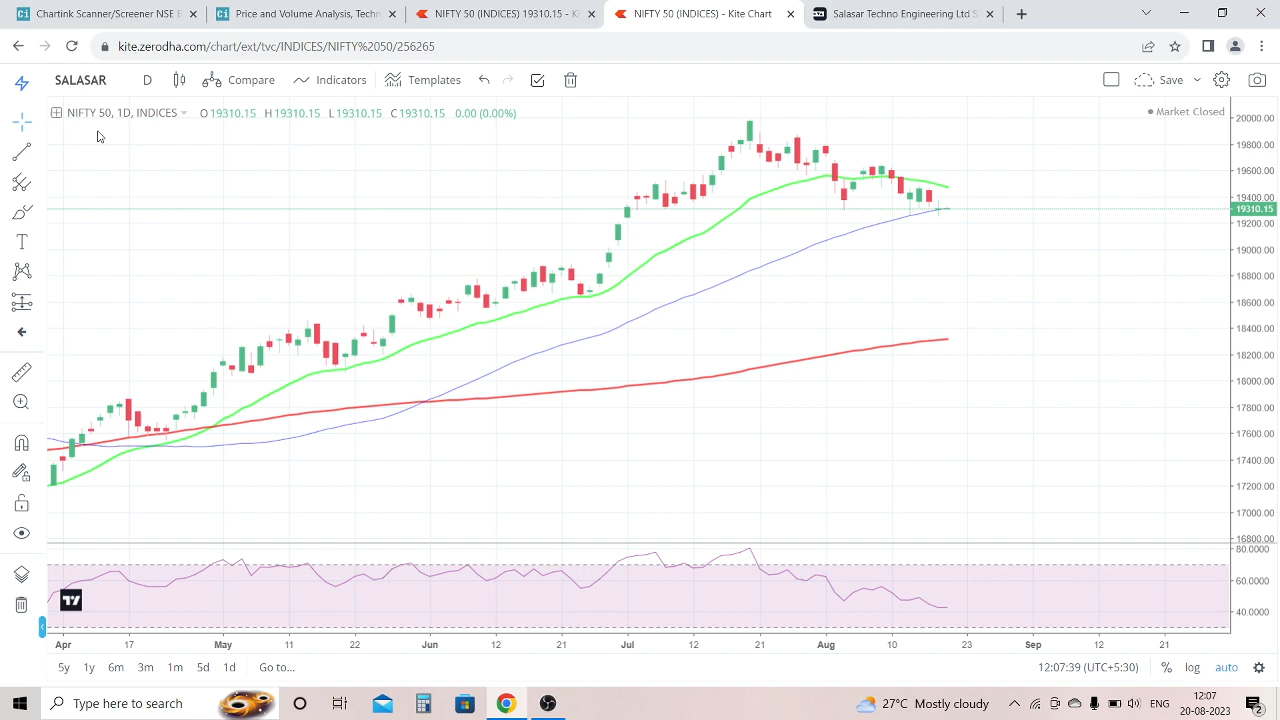 Chartink Screener NSE B
Chartink Screener, Techn
NIFTY 50 (INDICES) 19310.15 - Ki
NIFTY 50 (INDICES) - Kite Chart
Salasar Techno Engineering Ltd S
kite.zerodha.com/chart/ext/tvc/INDICES/NIFTY%2050/256265
SALASAR D Compare Indicators Templates Save
NIFTY 50, 1D, INDICES O 19310.15 H 19310.15 L 19310.15 C 19310.15 0.00 (0.00%)
Market Closed
20000.00
19800.00
19600.00
19400.00
19310.15
19200.00
19000.00
18800.00
18600.00
18400.00
18200.00
18000.00
17800.00
17600.00
17400.00
17200.00
17000.00
16800.00
80.0000
60.0000
40.0000
Apr 17 May 11 22 Jun 12 21 Jul 12 21 Aug 10 23 Sep 12 21
5y 1y 6m 3m 1m 5d 1d Go to... 12:07:39 (UTC+5:30) % log auto
Type here to search 27°C Mostly cloudy 12:07
20-08-2023 2